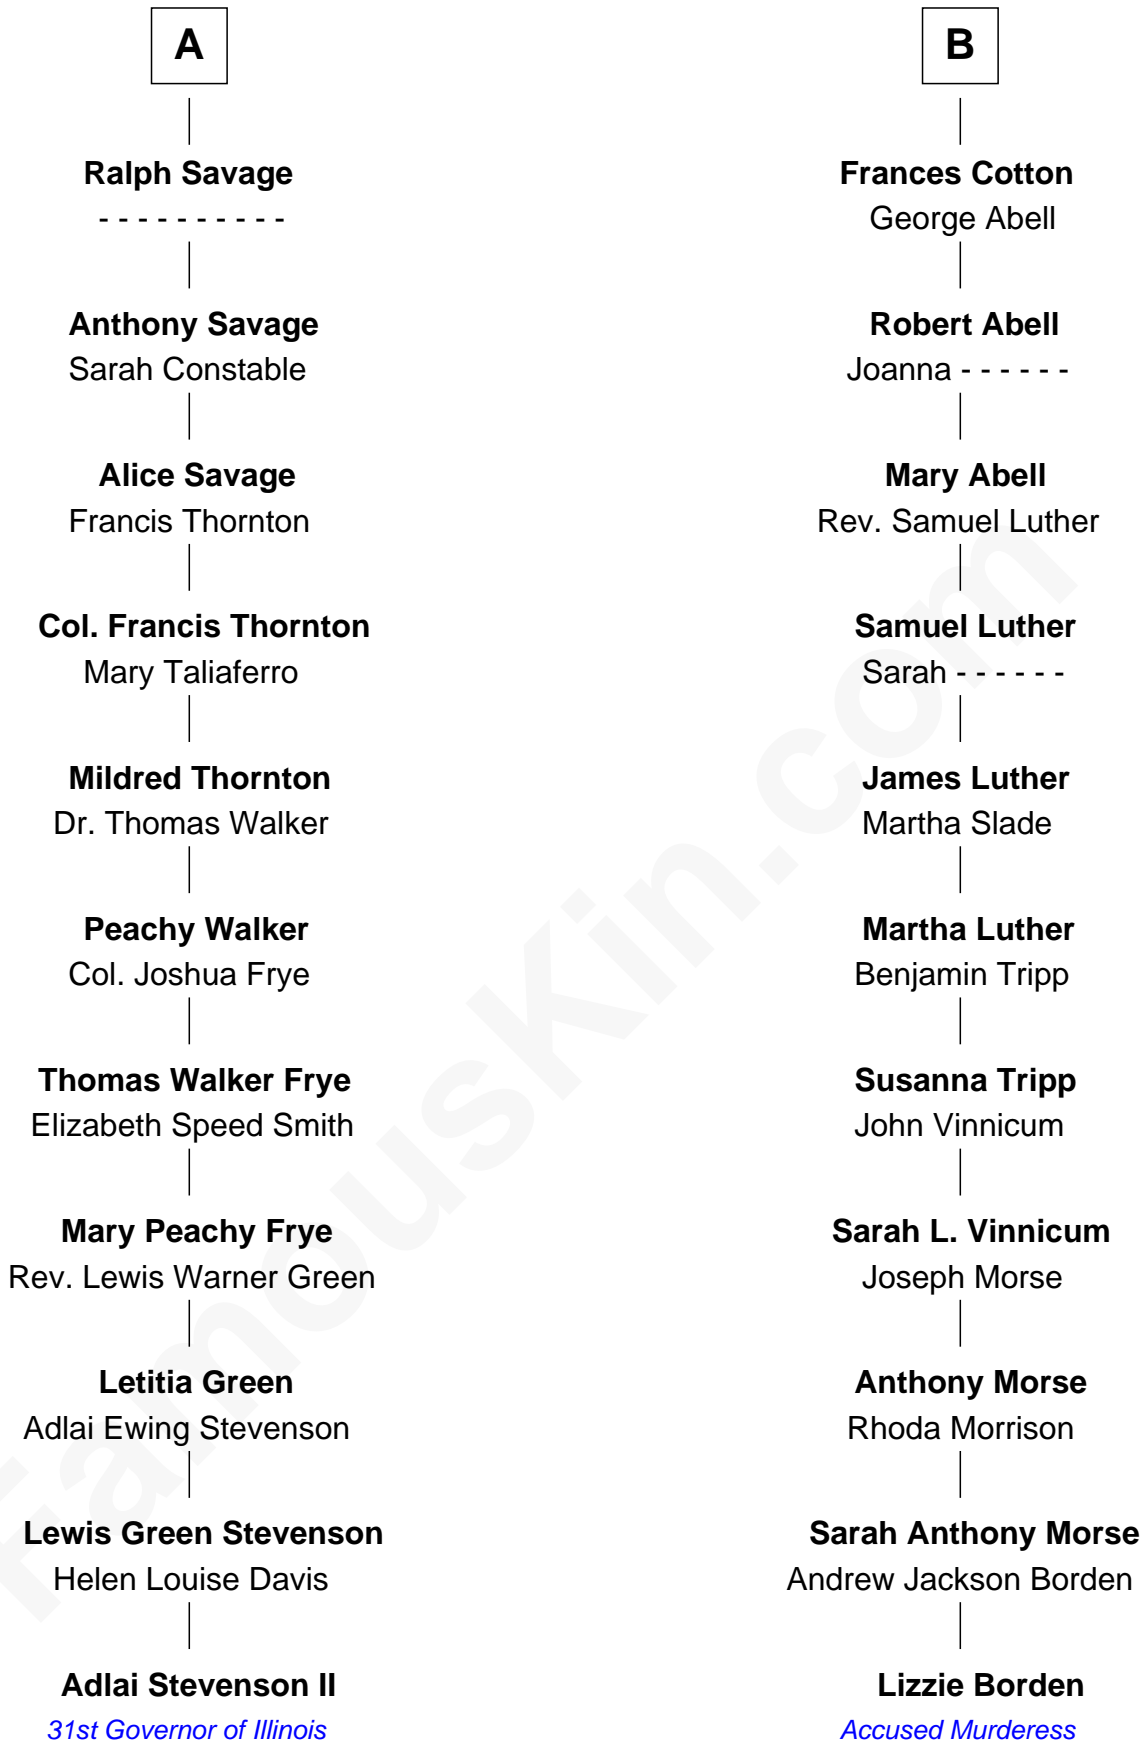 A
Ralph Savage
- - - - - - - - - -
Anthony Savage
Sarah Constable
Alice Savage
Francis Thornton
Col. Francis Thornton
Mary Taliaferro
Mildred Thornton
Dr. Thomas Walker
Peachy Walker
Col. Joshua Frye
Thomas Walker Frye
Elizabeth Speed Smith
Mary Peachy Frye
Rev. Lewis Warner Green
Letitia Green
Adlai Ewing Stevenson
Lewis Green Stevenson
Helen Louise Davis
Adlai Stevenson II
31st Governor of Illinois
B
Frances Cotton
George Abell
Robert Abell
Joanna - - - - - -
Mary Abell
Rev. Samuel Luther
Samuel Luther
Sarah - - - - - -
James Luther
Martha Slade
Martha Luther
Benjamin Tripp
Susanna Tripp
John Vinnicum
Sarah L. Vinnicum
Joseph Morse
Anthony Morse
Rhoda Morrison
Sarah Anthony Morse
Andrew Jackson Borden
Lizzie Borden
Accused Murderess
FamousKin.com